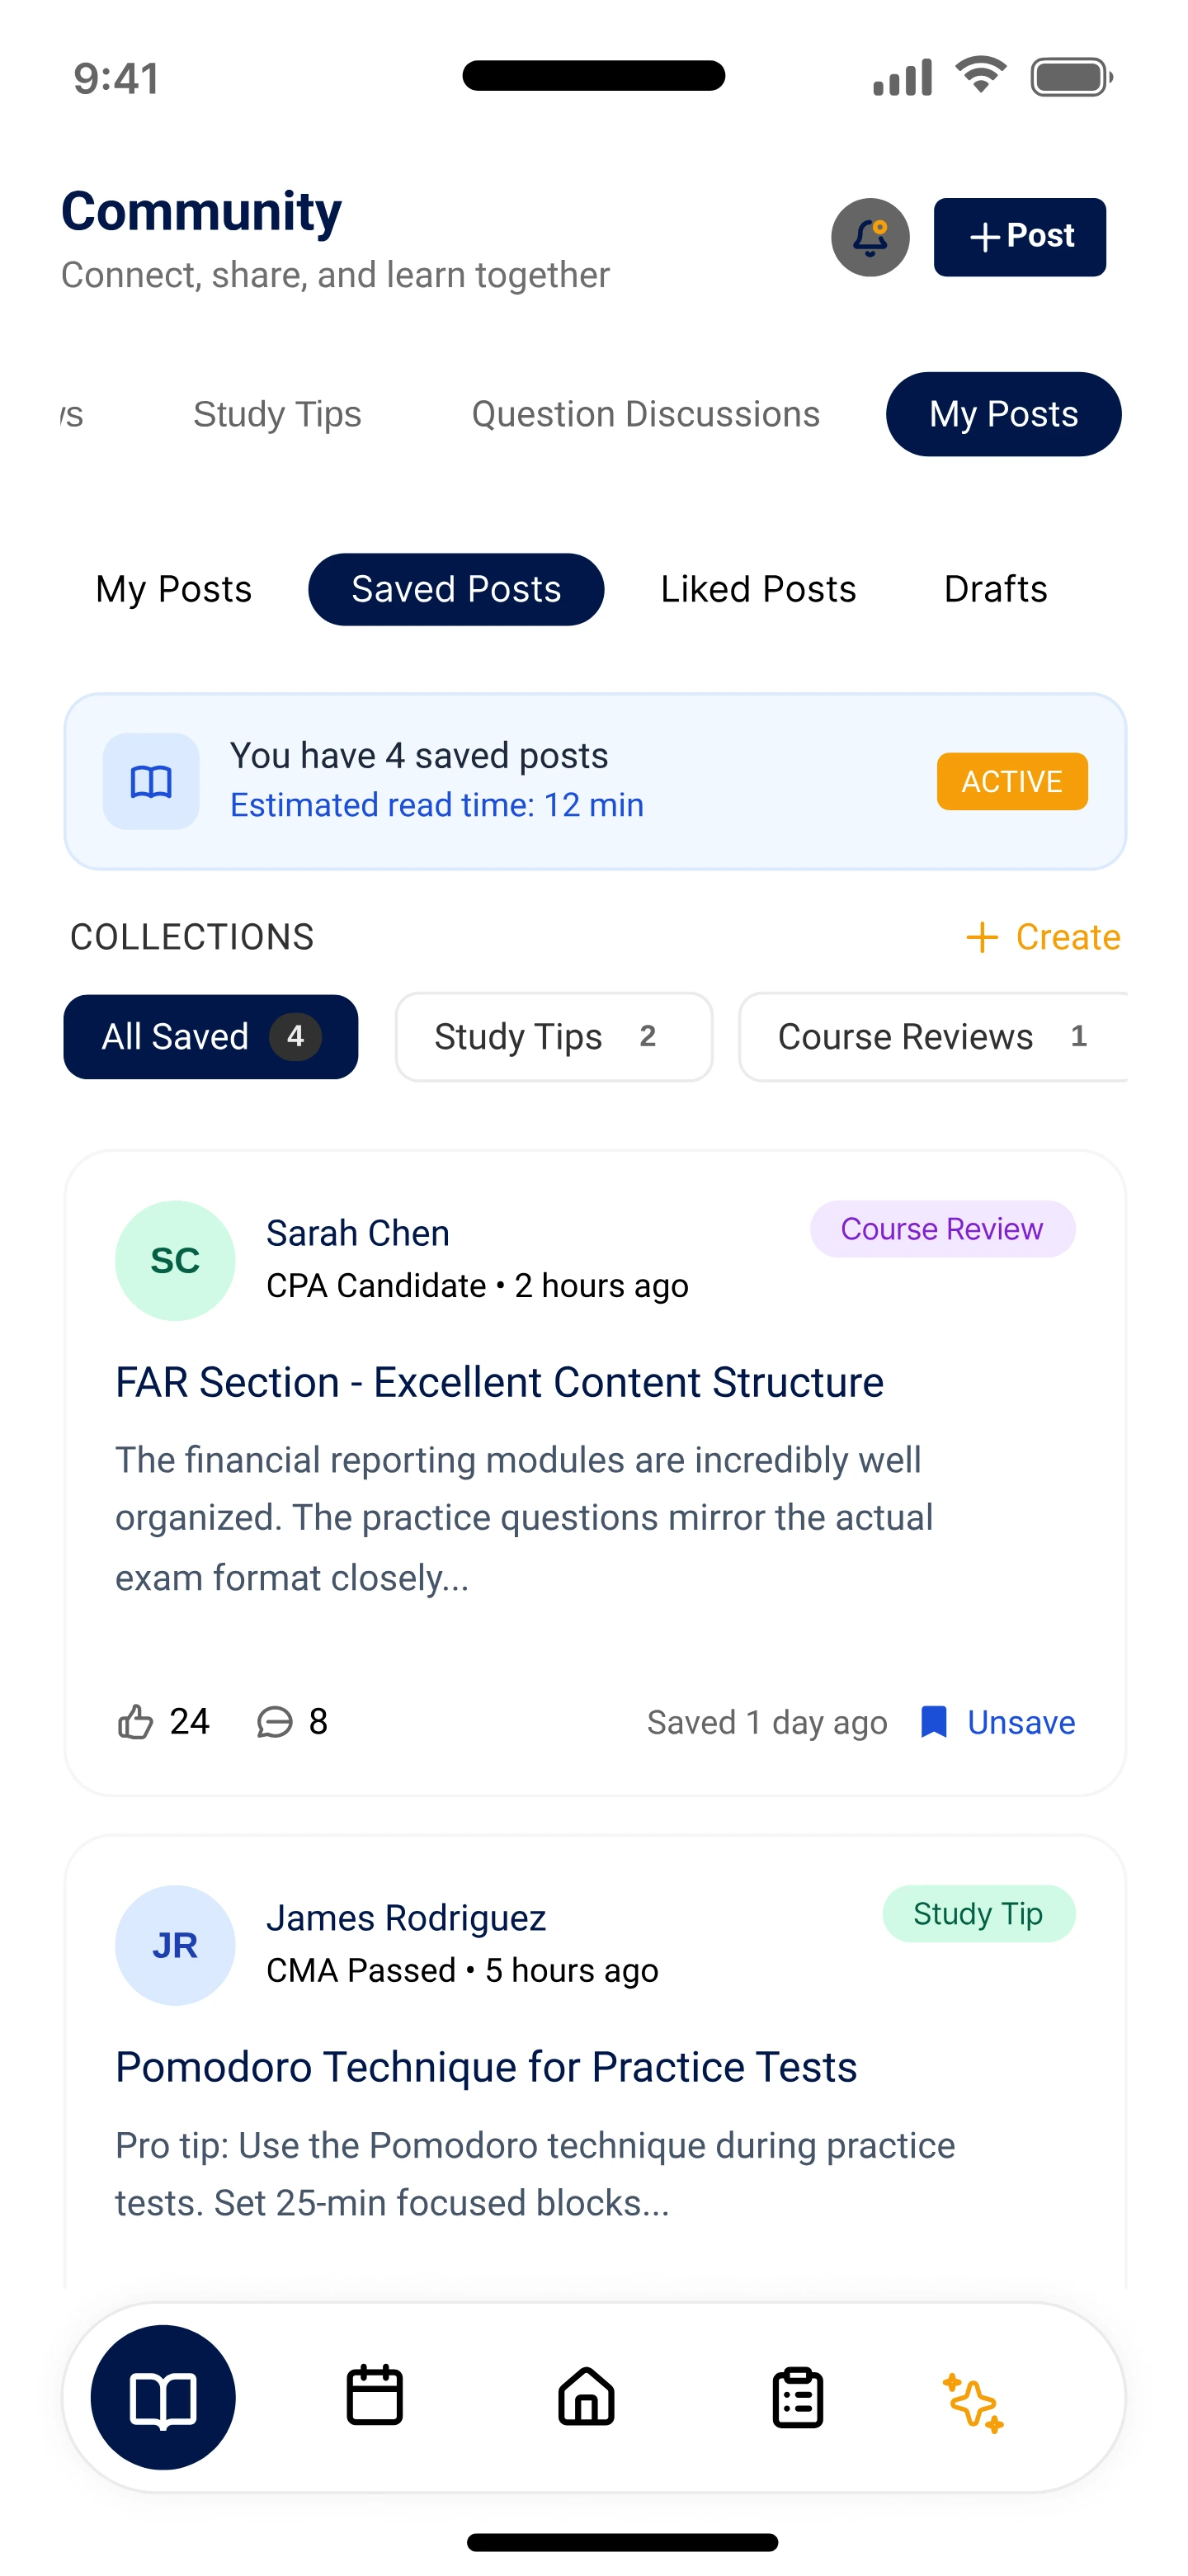 9:41
Community
Connect, share, and learn together
Post
Study Tips
Question Discussions
My Posts
My Posts
Saved Posts
Liked Posts
Drafts
You have 4 saved posts
Estimated read time: 12 min
ACTIVE
COLLECTIONS
+ Create
All Saved 4
Study Tips 2
Course Reviews 1
SC
Sarah Chen
CPA Candidate • 2 hours ago
Course Review
FAR Section - Excellent Content Structure
The financial reporting modules are incredibly well
organized. The practice questions mirror the actual
exam format closely...
24
8
Saved 1 day ago
Unsave
JR
James Rodriguez
CMA Passed • 5 hours ago
Study Tip
Pomodoro Technique for Practice Tests
Pro tip: Use the Pomodoro technique during practice
tests. Set 25-min focused blocks...